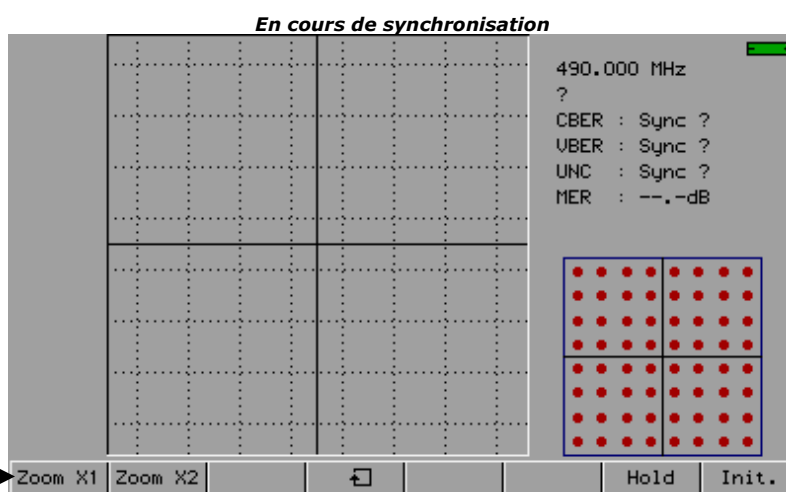 En cours de synchronisation
490.000 MHz
?
CBER : Sync ?
VBER : Sync ?
UNC : Sync ?
MER : --.-dB
Zoom X1 Zoom X2 Hold Init.